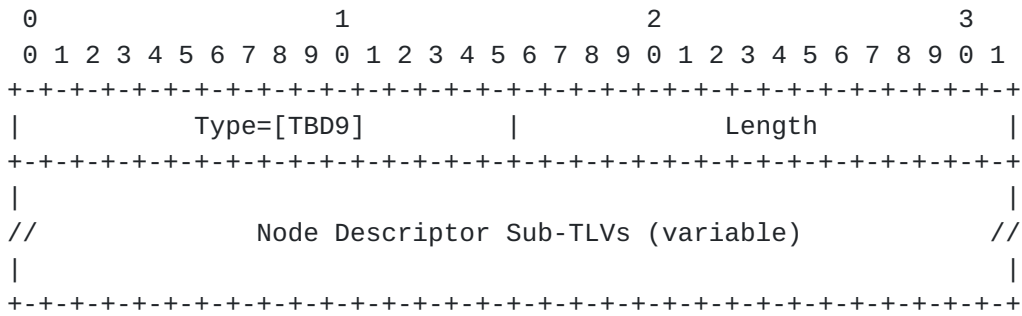 0                   1                   2                   3
 0 1 2 3 4 5 6 7 8 9 0 1 2 3 4 5 6 7 8 9 0 1 2 3 4 5 6 7 8 9 0 1
+-+-+-+-+-+-+-+-+-+-+-+-+-+-+-+-+-+-+-+-+-+-+-+-+-+-+-+-+-+-+-+-+
|           Type=[TBD9]         |             Length            |
+-+-+-+-+-+-+-+-+-+-+-+-+-+-+-+-+-+-+-+-+-+-+-+-+-+-+-+-+-+-+-+-+
|                                                               |
//              Node Descriptor Sub-TLVs (variable)            //
|                                                               |
+-+-+-+-+-+-+-+-+-+-+-+-+-+-+-+-+-+-+-+-+-+-+-+-+-+-+-+-+-+-+-+-+